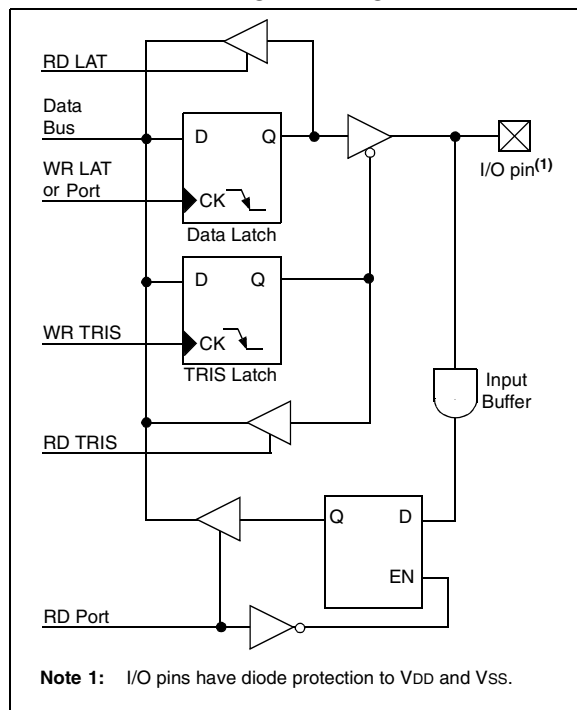 RD LAT
Data
Bus
D Q
WR LAT
or Port
CK
Data Latch
I/O pin(1)
D Q
WR TRIS
CK
TRIS Latch
Input
Buffer
RD TRIS
Q D
EN
RD Port
Note 1: I/O pins have diode protection to VDD and VSS.